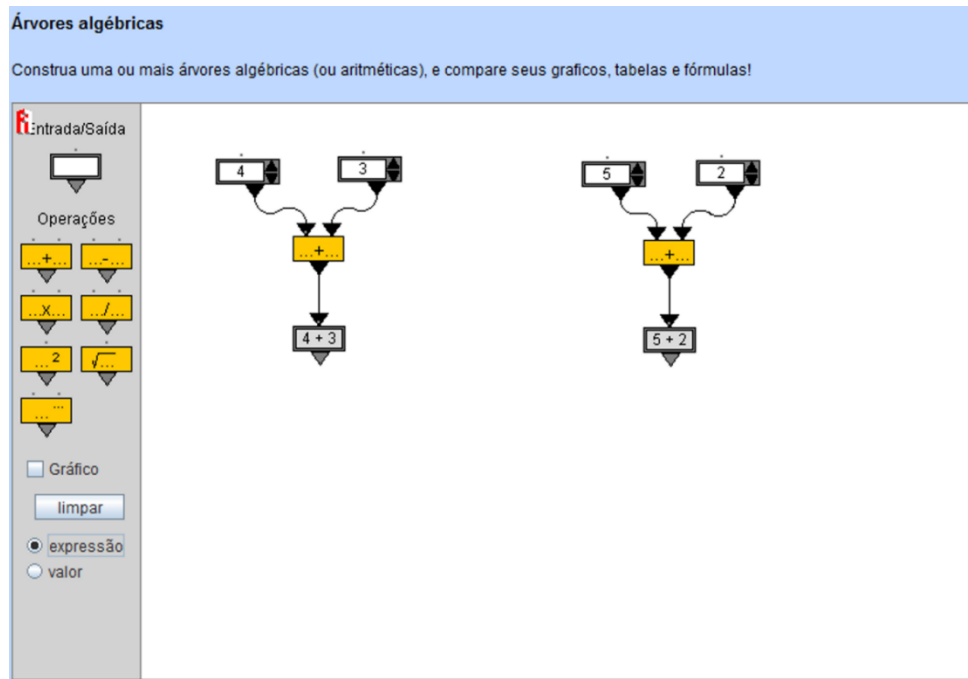 Árvores algébricas
Construa uma ou mais árvores algébricas (ou aritméticas), e compare seus graficos, tabelas e fórmulas!
Entrada/Saída
Operações
...+... ...-...
...x... .../...
...² √...
... ...
Gráfico
limpar
expressão
valor
4 3
...+...
4 + 3
5 2
...+...
5 + 2